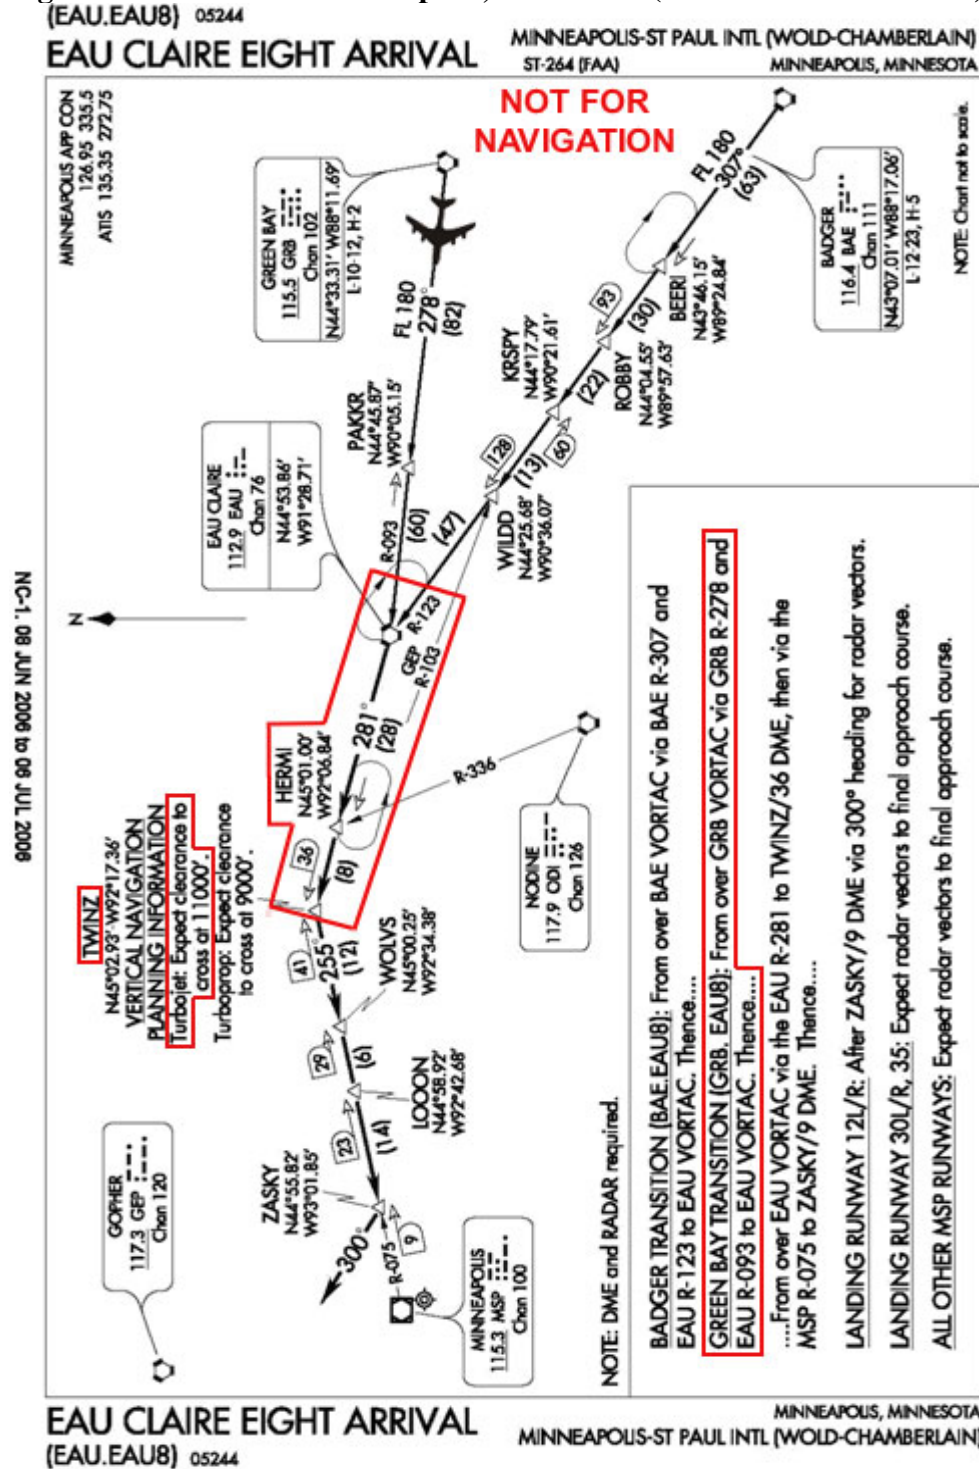 (EAU.EAU8) 05244
EAU CLAIRE EIGHT ARRIVAL
MINNEAPOLIS-ST PAUL INTL (WOLD-CHAMBERLAIN)
ST-264 (FAA)
MINNEAPOLIS, MINNESOTA
NOT FOR
NAVIGATION
MINNEAPOLIS APP CON
126.95 335.5
ATIS 135.35 272.75
GREEN BAY
115.5 GRB
Chan 102
N44°33.31' W88°11.69'
L-10-12, H-2
FL 180
278°
(82)
FL 180
307°
(63)
BADGER
116.4 BAE
Chan 111
N43°07.01' W88°17.06'
L-12-23, H-5
NOTE: Chart not to scale.
BEERI
N43°46.15'
W89°24.84'
(30)
93
ROBBY
N44°04.55'
W89°57.63'
(22)
KRSPY
N44°17.79'
W90°21.61'
60
(13)
128
WILDD
N44°25.68'
W90°36.07'
(47)
PAKKR
N44°45.87'
W90°05.15'
R-093
(60)
EAU CLAIRE
112.9 EAU
Chan 76
N44°53.86'
W91°28.71'
R-123
GEP
R-103
N
281°
(28)
HERMI
N45°01.00'
W92°06.84'
R-336
NODINE
117.9 ODI
Chan 126
36
(8)
TWINZ
N45°02.93' W92°17.36'
VERTICAL NAVIGATION
PLANNING INFORMATION
Turbojet: Expect clearance to
cross at 11000'.
Turboprop: Expect clearance
to cross at 9000'.
41
255°
(12)
WOLVS
N45°00.25'
W92°34.38'
29
(6)
LOOON
N44°58.92'
W92°42.68'
23
(14)
ZASKY
N44°55.82'
W93°01.85'
300°
R-075
9
GOPHER
117.3 GEP
Chan 120
MINNEAPOLIS
115.3 MSP
Chan 100
NOTE: DME and RADAR required.
BADGER TRANSITION (BAE.EAU8): From over BAE VORTAC via BAE R-307 and
EAU R-123 to EAU VORTAC. Thence....
GREEN BAY TRANSITION (GRB. EAU8): From over GRB VORTAC via GRB R-278 and
EAU R-093 to EAU VORTAC. Thence....
....From over EAU VORTAC via the EAU R-281 to TWINZ/36 DME, then via the
MSP R-075 to ZASKY/9 DME. Thence....
LANDING RUNWAY 12L/R: After ZASKY/9 DME via 300° heading for radar vectors.
LANDING RUNWAY 30L/R, 35: Expect radar vectors to final approach course.
ALL OTHER MSP RUNWAYS: Expect radar vectors to final approach course.
NC-1, 08 JUN 2006 to 06 JUL 2006
EAU CLAIRE EIGHT ARRIVAL
(EAU.EAU8) 05244
MINNEAPOLIS, MINNESOTA
MINNEAPOLIS-ST PAUL INTL (WOLD-CHAMBERLAIN)